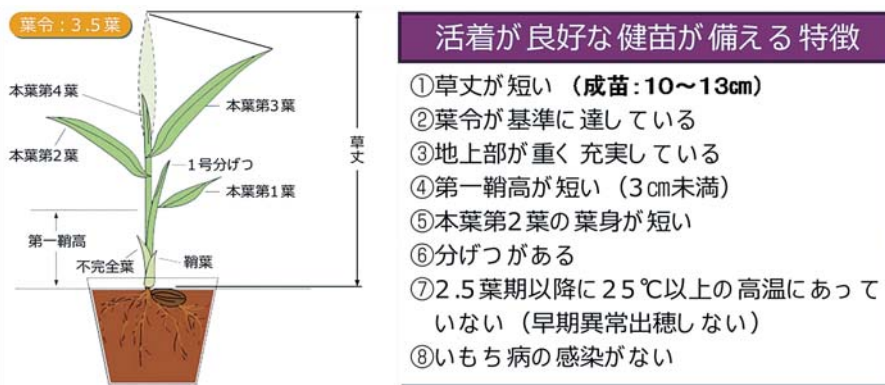 葉令：3.5葉
本葉第4葉
本葉第3葉
本葉第2葉
1号分げつ
本葉第1葉
草丈
第一鞘高
不完全葉
鞘葉
活着が良好な健苗が備える特徴
①草丈が短い（成苗：10～13㎝）
②葉令が基準に達している
③地上部が重く充実している
④第一鞘高が短い（3㎝未満）
⑤本葉第2葉の葉身が短い
⑥分げつがある
⑦2.5葉期以降に25℃以上の高温にあって
いない（早期異常出穂しない）
⑧いもち病の感染がない